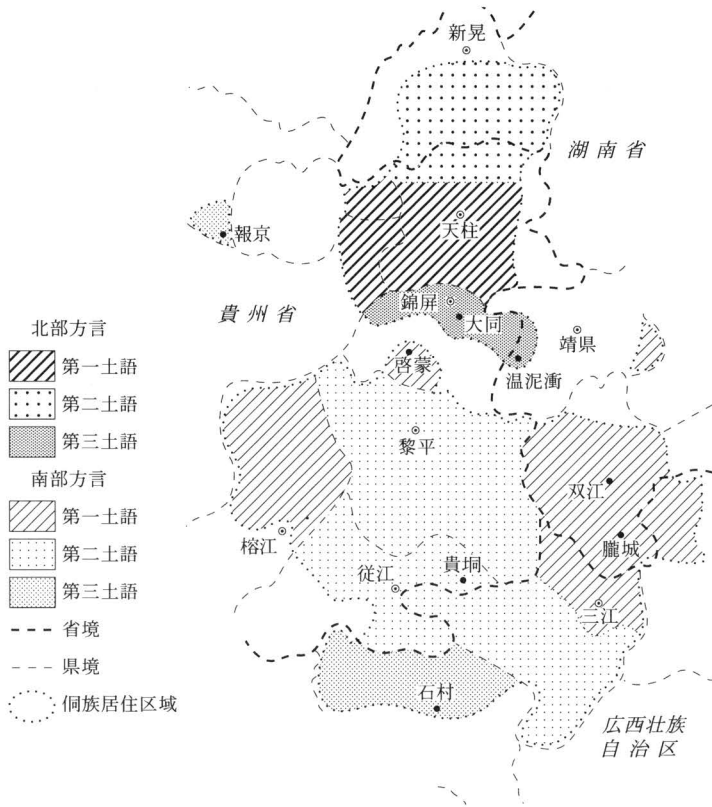 新晃
湖南省
天柱
報京
貴州省
錦屏
大同
靖県
啓蒙
温泥衝
北部方言
第一土語
第二土語
第三土語
南部方言
第一土語
第二土語
第三土語
省境
県境
侗族居住区域
黎平
双江
榕江
朧城
従江
貴垌
三江
石村
広西壮族
自治区